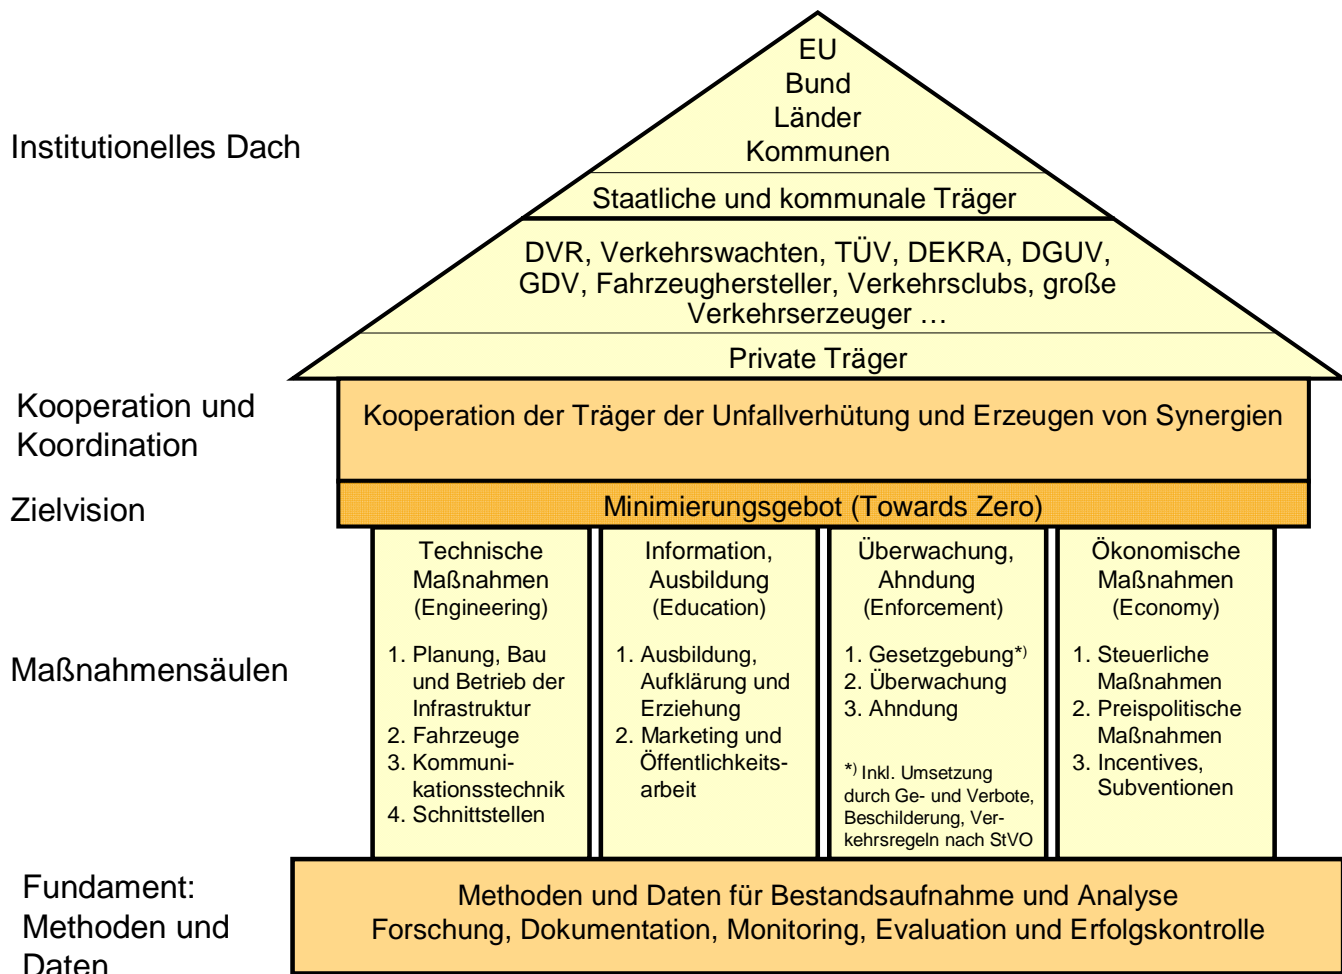 EU
Bund
Länder
Kommunen
Institutionelles Dach
Staatliche und kommunale Träger
DVR, Verkehrswachten, TÜV, DEKRA, DGUV,
GDV, Fahrzeughersteller, Verkehrsclubs, große
Verkehrserzeuger …
Private Träger
Kooperation und
Koordination
Kooperation der Träger der Unfallverhütung und Erzeugen von Synergien
Zielvision
Minimierungsgebot (Towards Zero)
Maßnahmensäulen
Technische
Maßnahmen
(Engineering)
1. Planung, Bau
und Betrieb der
Infrastruktur
2. Fahrzeuge
3. Kommuni-
kationsstechnik
4. Schnittstellen
Information,
Ausbildung
(Education)
1. Ausbildung,
Aufklärung und
Erziehung
2. Marketing und
Öffentlichkeits-
arbeit
Überwachung,
Ahndung
(Enforcement)
1. Gesetzgebung*)
2. Überwachung
3. Ahndung
*) Inkl. Umsetzung
durch Ge- und Verbote,
Beschilderung, Ver-
kehrsregeln nach StVO
Ökonomische
Maßnahmen
(Economy)
1. Steuerliche
Maßnahmen
2. Preispolitische
Maßnahmen
3. Incentives,
Subventionen
Fundament:
Methoden und
Daten
Methoden und Daten für Bestandsaufnahme und Analyse
Forschung, Dokumentation, Monitoring, Evaluation und Erfolgskontrolle